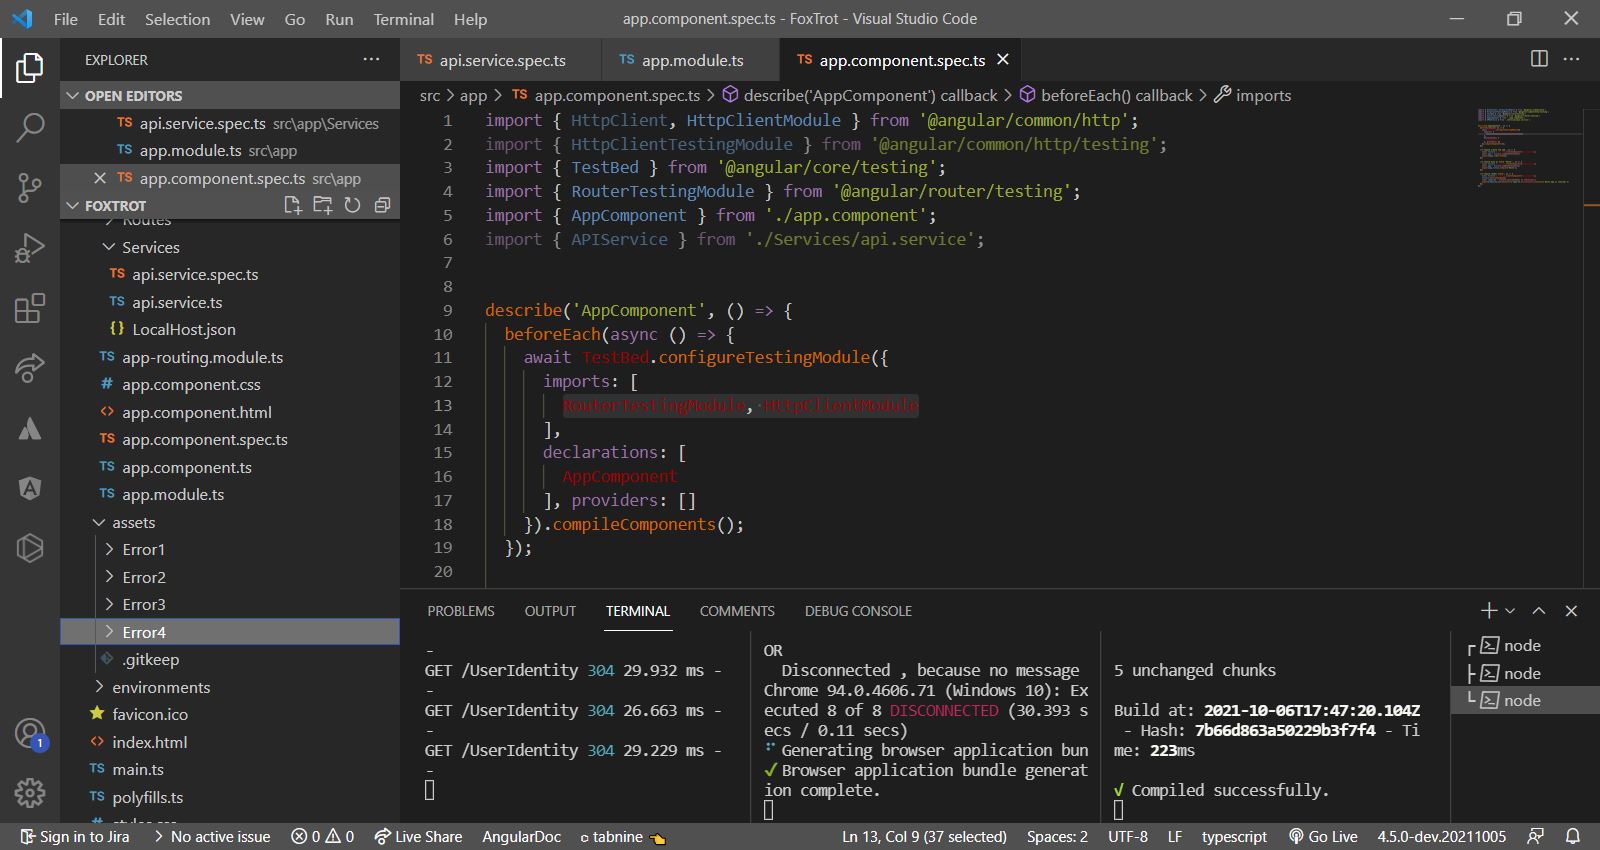 File Edit Selection View Go Run Terminal Help
app.component.spec.ts - FoxTrot - Visual Studio Code
EXPLORER
OPEN EDITORS
TS api.service.spec.ts src\app\Services
TS app.module.ts src\app
TS app.component.spec.ts src\app
FOXTROT
Routes
Services
TS api.service.spec.ts
TS api.service.ts
{} LocalHost.json
TS app-routing.module.ts
# app.component.css
<> app.component.html
TS app.component.spec.ts
TS app.component.ts
TS app.module.ts
assets
Error1
Error2
Error3
Error4
.gitkeep
environments
favicon.ico
<> index.html
TS main.ts
TS polyfills.ts
1
TS api.service.spec.ts
TS app.module.ts
TS app.component.spec.ts
src > app > TS app.component.spec.ts > describe('AppComponent') callback > beforeEach() callback > imports
1 import { HttpClient, HttpClientModule } from '@angular/common/http';
2 import { HttpClientTestingModule } from '@angular/common/http/testing';
3 import { TestBed } from '@angular/core/testing';
4 import { RouterTestingModule } from '@angular/router/testing';
5 import { AppComponent } from './app.component';
6 import { APIService } from './Services/api.service';
7
8
9 describe('AppComponent', () => {
10 beforeEach(async () => {
11 await TestBed.configureTestingModule({
12 imports: [
13 RouterTestingModule, HttpClientModule
14 ],
15 declarations: [
16 AppComponent
17 ], providers: []
18 }).compileComponents();
19 });
20
PROBLEMS OUTPUT TERMINAL COMMENTS DEBUG CONSOLE
-
GET /UserIdentity 304 29.932 ms -
-
GET /UserIdentity 304 26.663 ms -
-
GET /UserIdentity 304 29.229 ms -
-
OR
Disconnected , because no message
Chrome 94.0.4606.71 (Windows 10): Ex
ecuted 8 of 8 DISCONNECTED (30.393 s
ecs / 0.11 secs)
Generating browser application bun
✓ Browser application bundle generat
ion complete.
5 unchanged chunks
Build at: 2021-10-06T17:47:20.104Z
- Hash: 7b66d863a50229b3f7f4 - Ti
me: 223ms
√ Compiled successfully.
node
node
node
Sign in to Jira No active issue 0 0 Live Share AngularDoc tabnine Ln 13, Col 9 (37 selected) Spaces: 2 UTF-8 LF typescript Go Live 4.5.0-dev.20211005